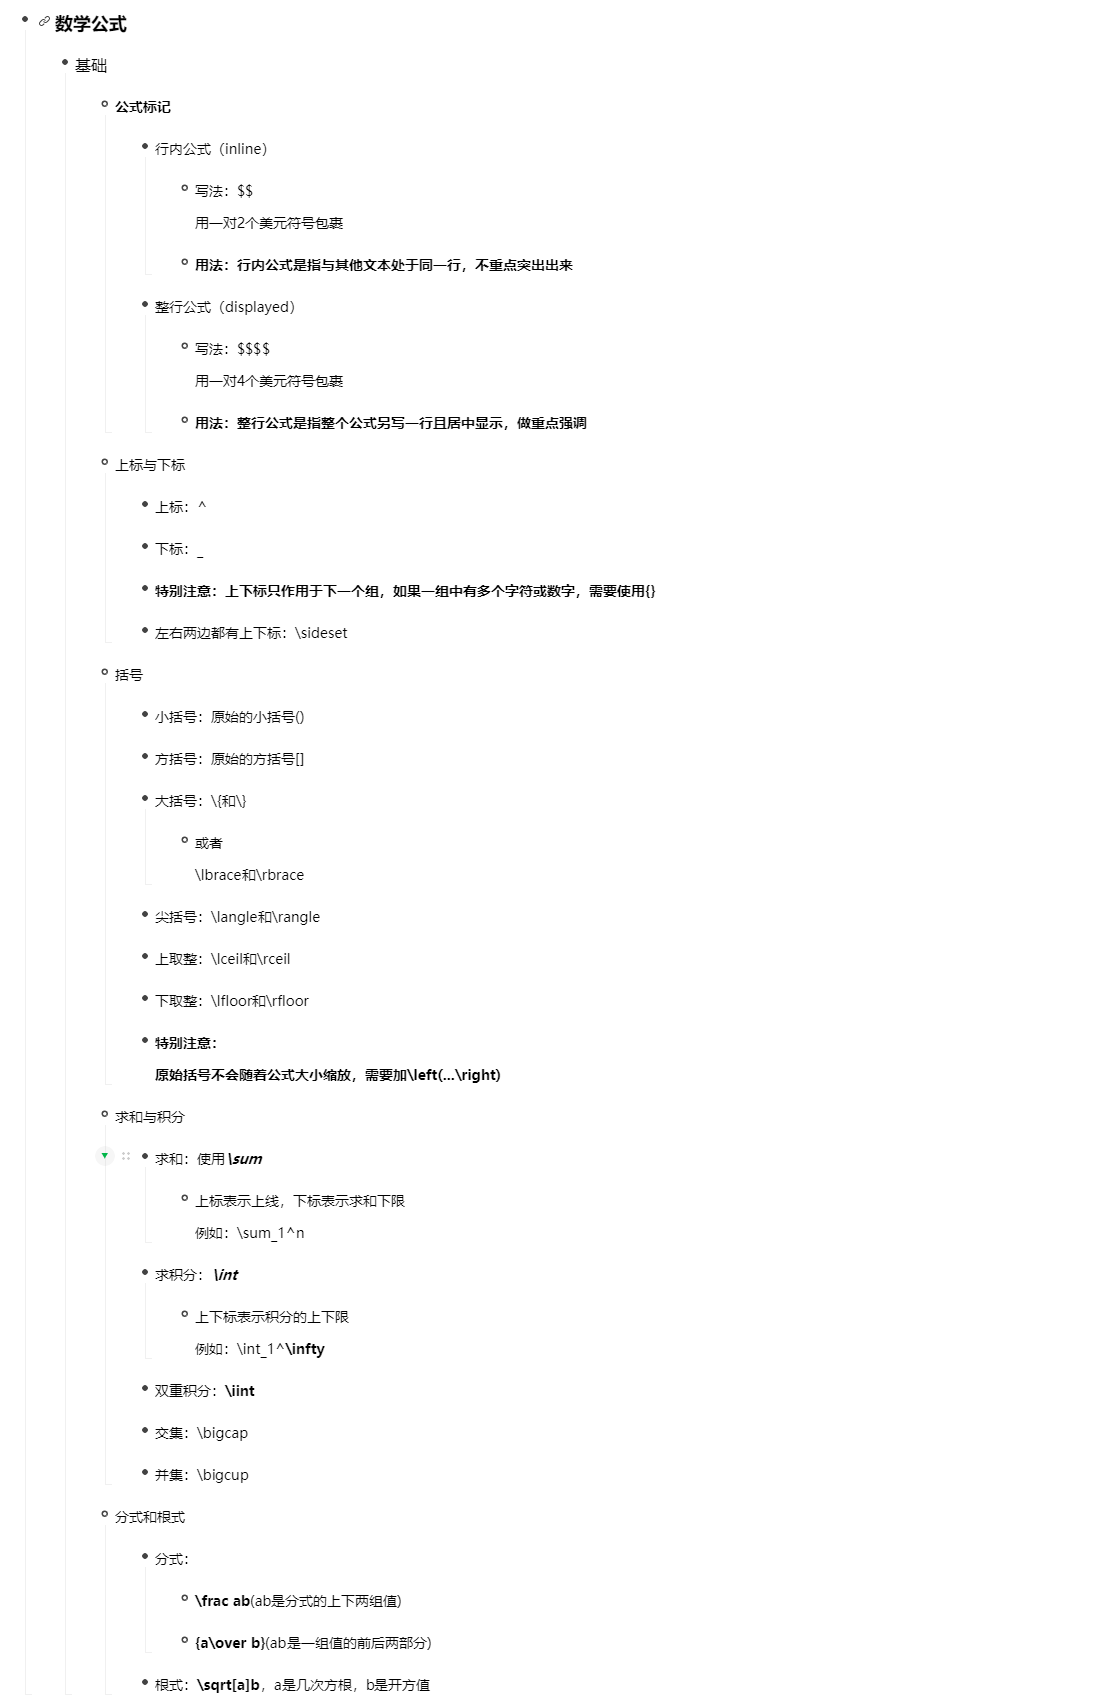 数学公式
基础
公式标记
行内公式（inline）
写法：$$
用一对2个美元符号包裹
用法：行内公式是指与其他文本处于同一行，不重点突出出来
整行公式（displayed）
写法：$$$$
用一对4个美元符号包裹
用法：整行公式是指整个公式另写一行且居中显示，做重点强调
上标与下标
上标：^
下标：_
特别注意：上下标只作用于下一个组，如果一组中有多个字符或数字，需要使用{}
左右两边都有上下标：\sideset
括号
小括号：原始的小括号()
方括号：原始的方括号[]
大括号：\{和\}
或者
\lbrace和\rbrace
尖括号：\langle和\rangle
上取整：\lceil和\rceil
下取整：\lfloor和\rfloor
特别注意：
原始括号不会随着公式大小缩放，需要加\left(...\right)
求和与积分
求和：使用\sum
上标表示上线，下标表示求和下限
例如：\sum_1^n
求积分：\int
上下标表示积分的上下限
例如：\int_1^\infty
双重积分：\iint
交集：\bigcap
并集：\bigcup
分式和根式
分式：
\frac ab(ab是分式的上下两组值)
{a\over b}(ab是一组值的前后两部分)
根式：\sqrt[a]b，a是几次方根，b是开方值